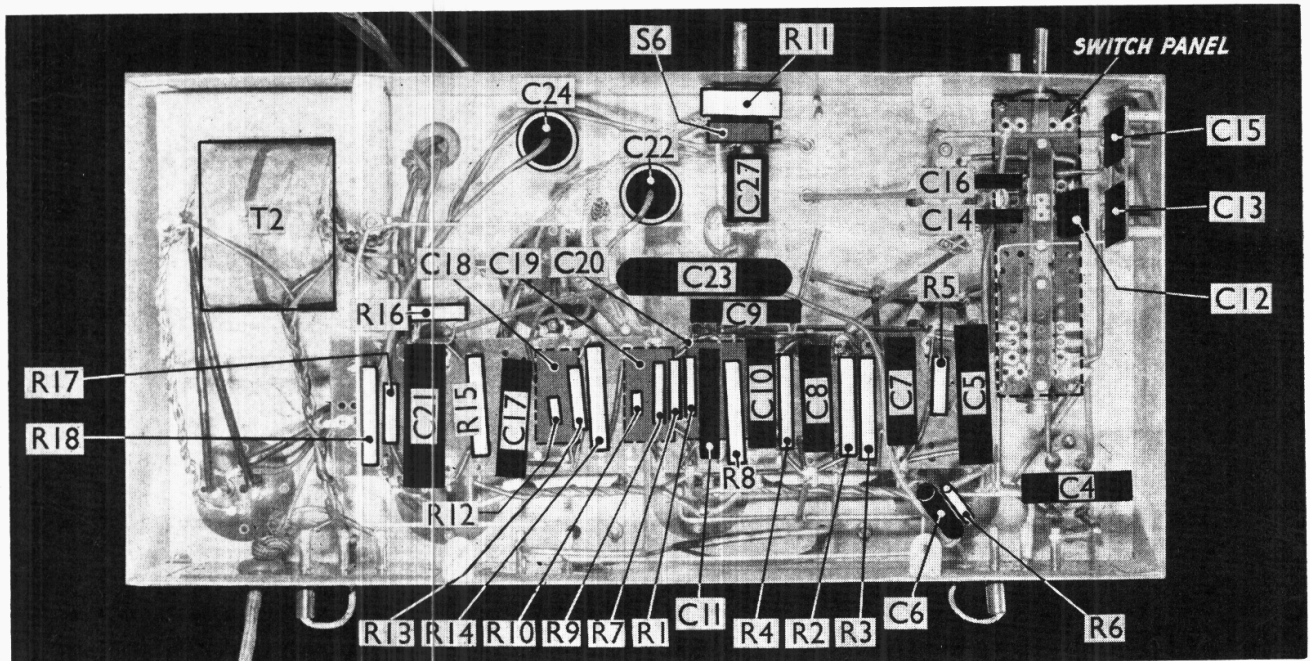 S6 R11
SWITCH PANEL
C24
C15
C22
C27
C16
C14
C13
T2
C18 C19 C20
C23
R5
C12
R16
C9
R17
R18
C21
R15
C17
C10
C8
C7
C5
R8
C4
R12
R13 R14 R10 R9 R7 R1 C11 R4 R2 R3 C6 R6